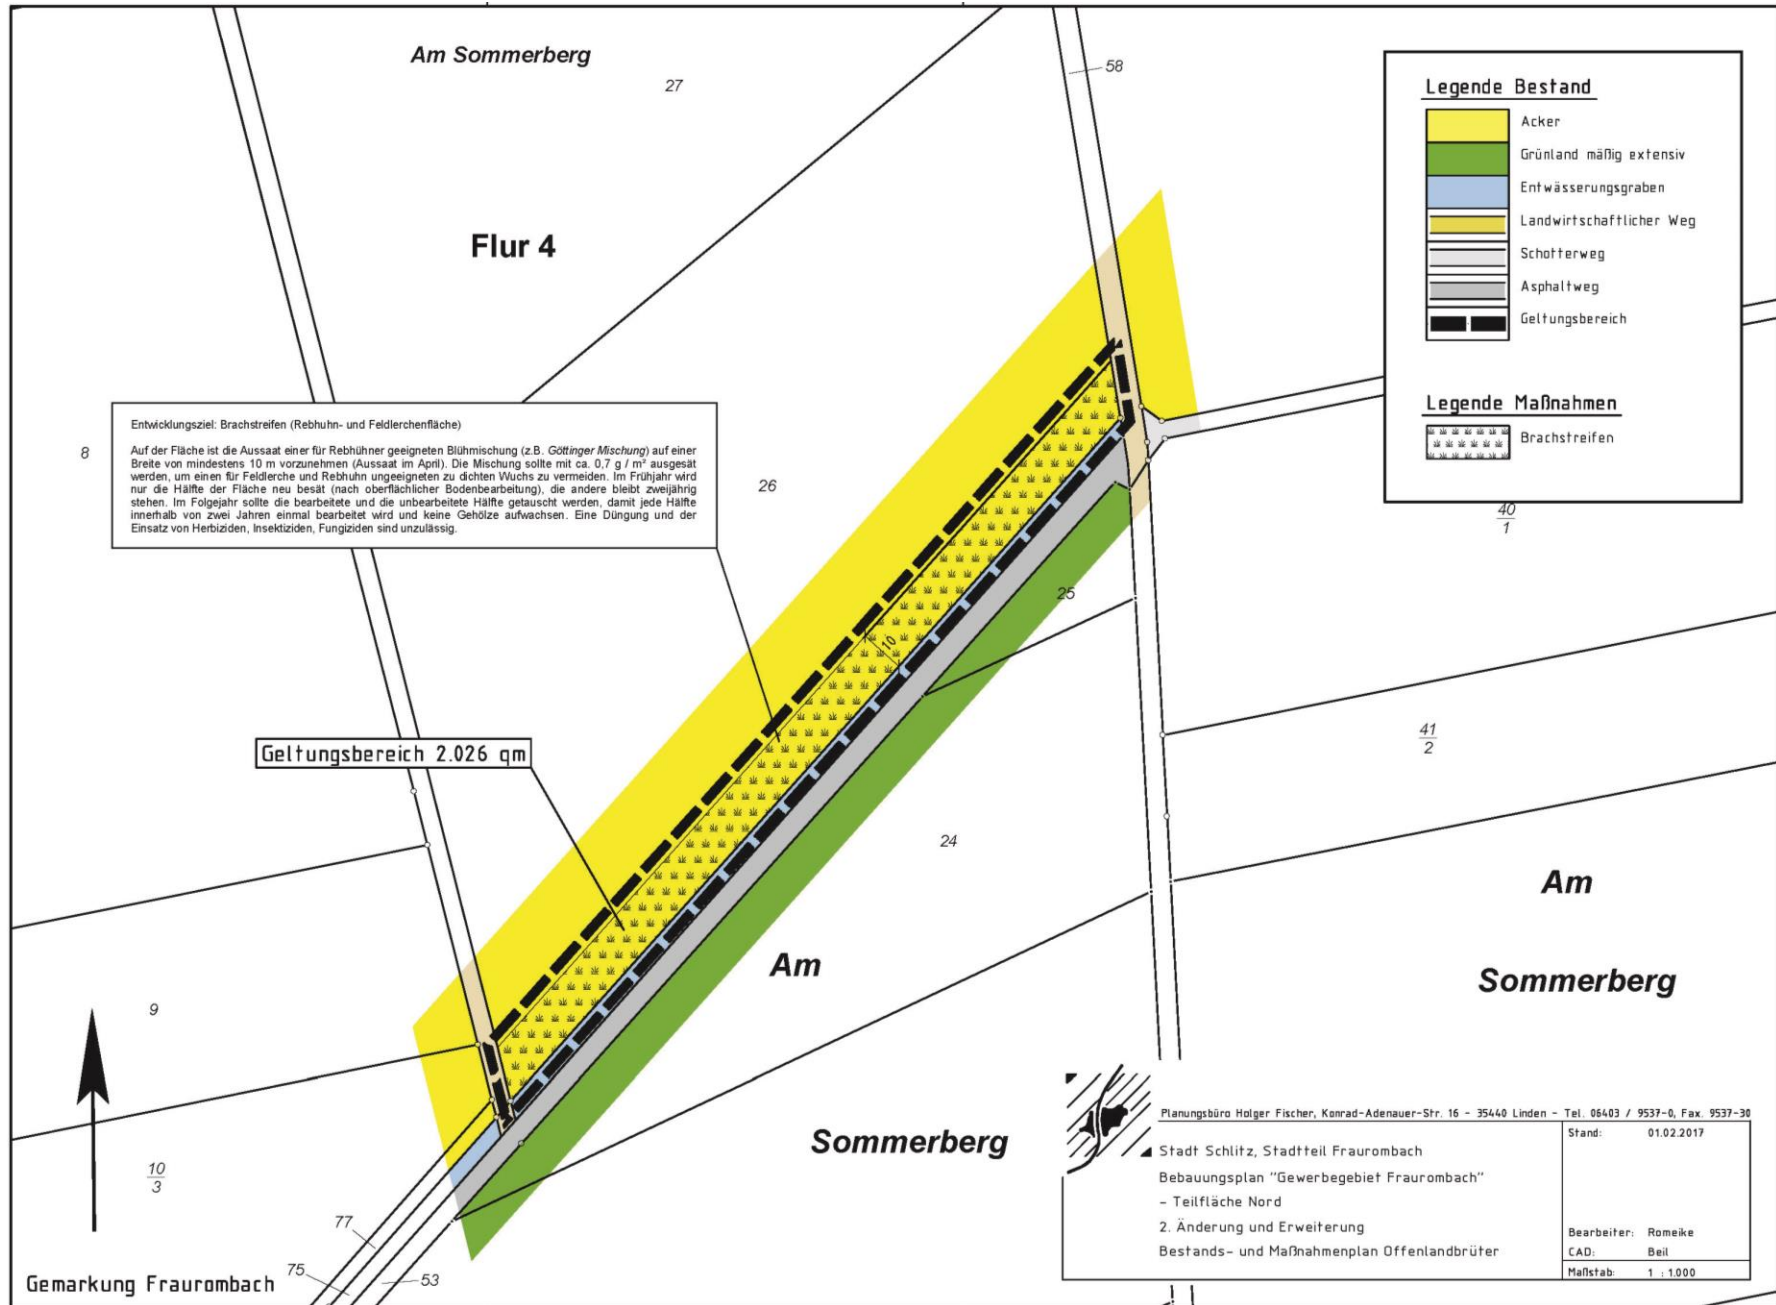 Am Sommerberg
27
58
Flur 4
8
Entwicklungsziel: Brachstreifen (Rebhuhn- und Feldlerchenfläche)
Auf der Fläche ist die Aussaat einer für Rebhühner geeigneten Blühmischung (z.B. Göttinger Mischung) auf einer
Breite von mindestens 10 m vorzunehmen (Aussaat im April). Die Mischung sollte mit ca. 0,7 g / m² ausgesät
werden, um einen für Feldlerche und Rebhuhn ungeeigneten zu dichten Wuchs zu vermeiden. Im Frühjahr wird
nur die Hälfte der Fläche neu besät (nach oberflächlicher Bodenbearbeitung), die andere bleibt zweijährig
stehen. Im Folgejahr sollte die bearbeitete und die unbearbeitete Hälfte getauscht werden, damit jede Hälfte
innerhalb von zwei Jahren einmal bearbeitet wird und keine Gehölze aufwachsen. Eine Düngung und der
Einsatz von Herbiziden, Insektiziden, Fungiziden sind unzulässig.
26
25
10
Geltungsbereich 2.026 qm
24
9
10
3
77
75
53
Gemarkung Fraurombach
Am
Sommerberg
Legende Bestand
Acker
Grünland mäßig extensiv
Entwässerungsgraben
Landwirtschaftlicher Weg
Schotterweg
Asphaltweg
Geltungsbereich
Legende Maßnahmen
Brachstreifen
40
1
41
2
Am
Sommerberg
Planungsbüro Holger Fischer, Konrad-Adenauer-Str. 16 - 35440 Linden - Tel. 06403 / 9537-0, Fax. 9537-30
Stadt Schlitz, Stadtteil Fraurombach
Bebauungsplan "Gewerbegebiet Fraurombach"
- Teilfläche Nord
2. Änderung und Erweiterung
Bestands- und Maßnahmenplan Offenlandbrüter
Stand: 01.02.2017
Bearbeiter: Romeike
CAD: Beil
Maßstab: 1 : 1.000